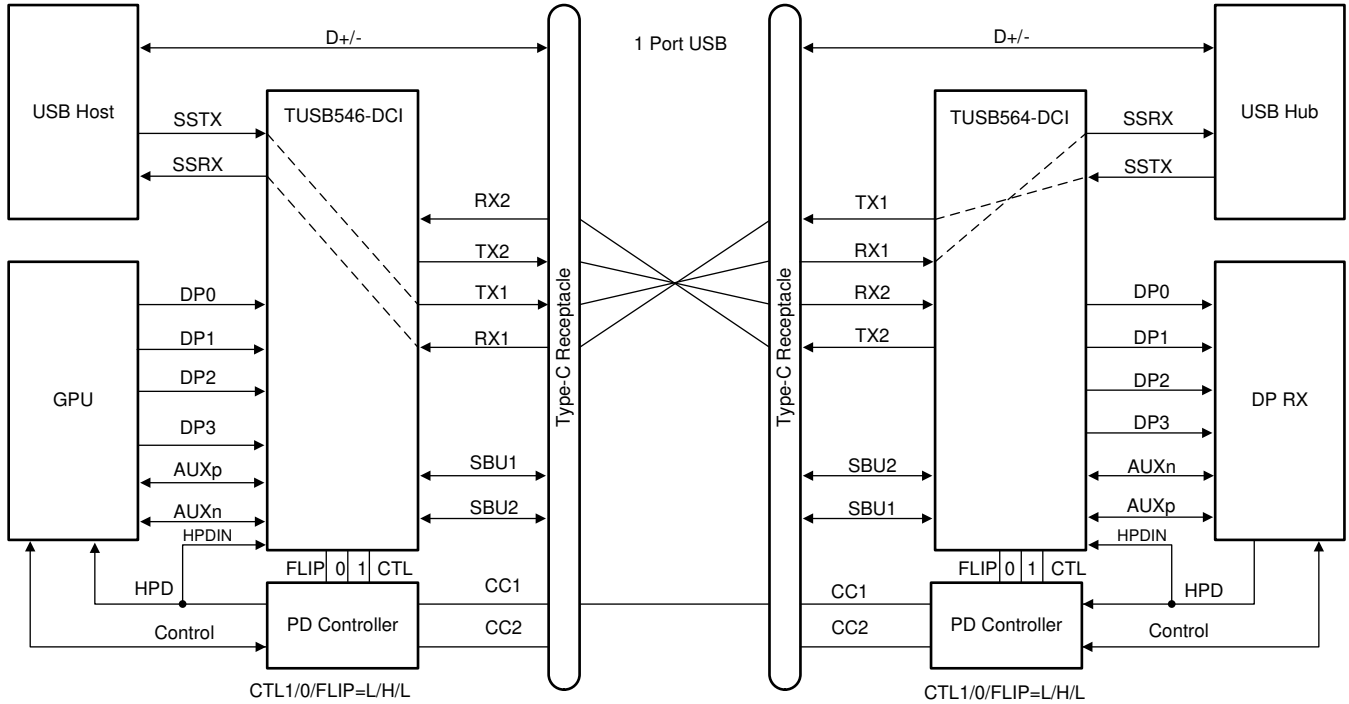 D+/-
1 Port USB
D+/-
USB Host
TUSB546-DCI
TUSB564-DCI
USB Hub
SSTX
SSRX
SSRX
SSTX
RX2
TX1
TX2
RX1
TX1
RX2
RX1
TX2
Type-C Receptacle
Type-C Receptacle
GPU
DP0
DP1
DP2
DP3
AUXp
AUXn
HPDIN
DP RX
DP0
DP1
DP2
DP3
AUXn
AUXp
HPDIN
SBU1
SBU2
SBU2
SBU1
FLIP 0 1 CTL
FLIP 0 1 CTL
HPD
CC1
CC1
HPD
Control
PD Controller
CC2
CC2
PD Controller
Control
CTL1/0/FLIP=L/H/L
CTL1/0/FLIP=L/H/L